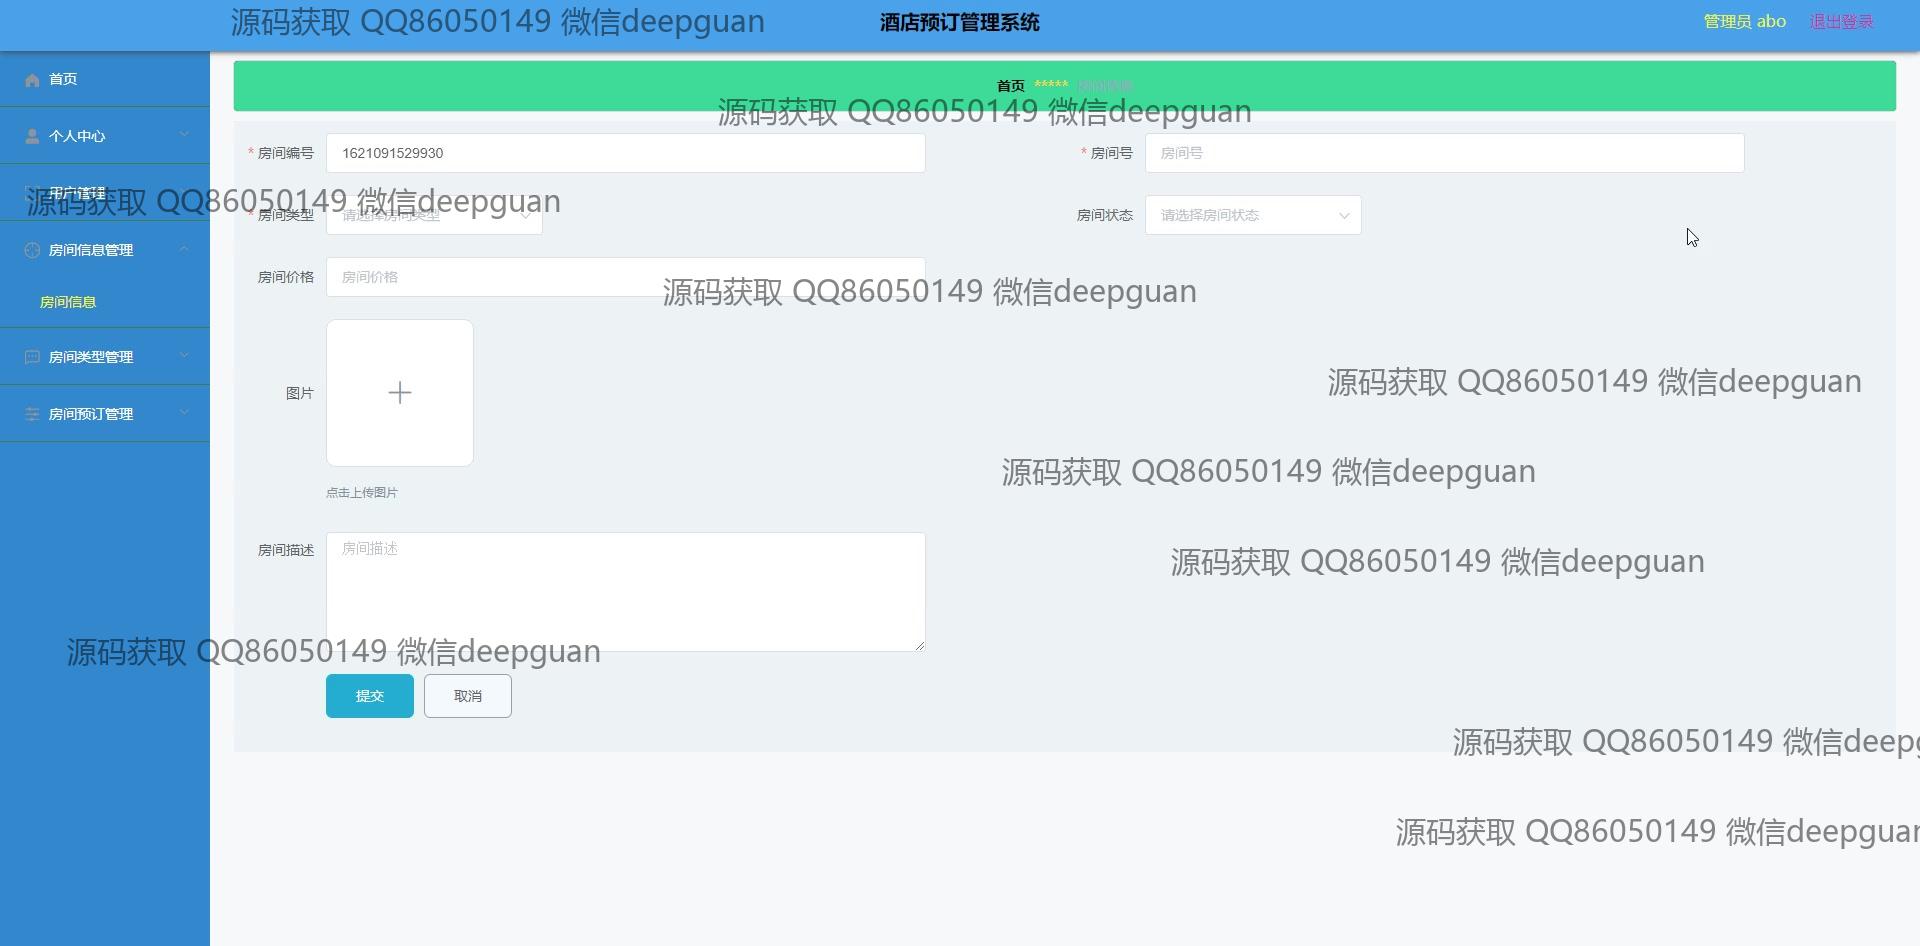 源码获取 QQ86050149 微信deepguan
酒店预订管理系统
管理员 abo
退出登录
首页
首页 ***** 房间信息
源码获取 QQ86050149 微信deepguan
个人中心
* 房间编号
1621091529930
* 房间号
房间号
用户管理
源码获取 QQ86050149 微信deepguan
* 房间类型
请选择房间类型
房间状态
请选择房间状态
房间信息管理
房间价格
房间价格
源码获取 QQ86050149 微信deepguan
房间信息
房间类型管理
源码获取 QQ86050149 微信deepguan
图片
房间预订管理
源码获取 QQ86050149 微信deepguan
点击上传图片
房间描述
房间描述
源码获取 QQ86050149 微信deepguan
源码获取 QQ86050149 微信deepguan
提交
取消
源码获取 QQ86050149 微信deepg
源码获取 QQ86050149 微信deepguan